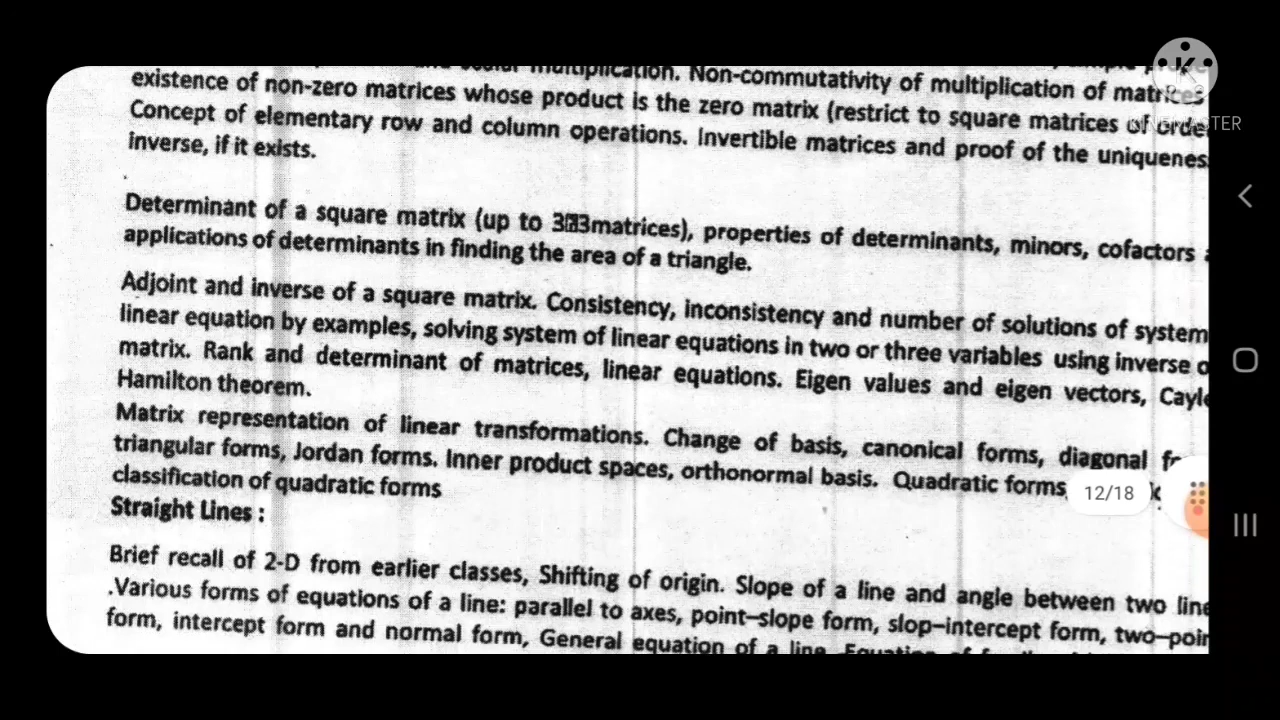 multiplication. Non-commutativity of multiplication of matrices
existence of non-zero matrices whose product is the zero matrix (restrict to square matrices of orde
Concept of elementary row and column operations. Invertible matrices and proof of the uniquenes
inverse, if it exists.
Determinant of a square matrix (up to 3⍰3matrices), properties of determinants, minors, cofactors
applications of determinants in finding the area of a triangle.
Adjoint and inverse of a square matrix. Consistency, inconsistency and number of solutions of system
linear equation by examples, solving system of linear equations in two or three variables using inverse o
matrix. Rank and determinant of matrices, linear equations. Eigen values and eigen vectors, Cayle
Hamilton theorem.
Matrix representation of linear transformations. Change of basis, canonical forms, diagonal
triangular forms, Jordan forms. Inner product spaces, orthonormal basis. Quadratic forms,
classification of quadratic forms
Straight Lines :
Brief recall of 2-D from earlier classes, Shifting of origin. Slope of a line and angle between two line
.Various forms of equations of a line: parallel to axes, point–slope form, slop–intercept form, two–poin
form, intercept form and normal form, General equation of a line.
12/18